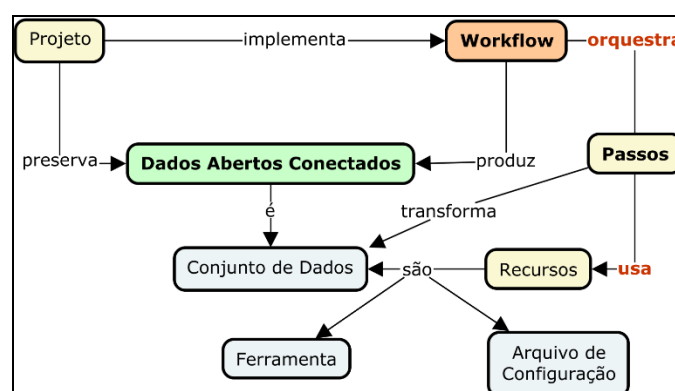 Projeto
implementa
Workflow
orquestra
preserva
Dados Abertos Conectados
produz
Passos
é
transforma
Conjunto de Dados
são
Recursos
usa
Ferramenta
Arquivo de
Configuração